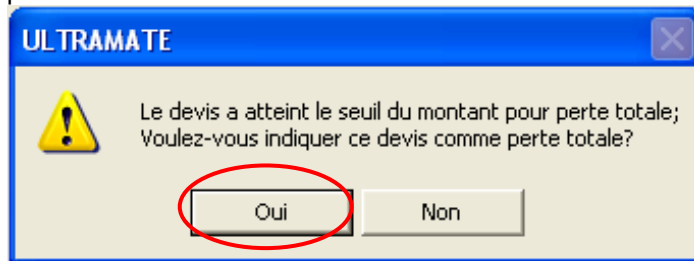 ULTRAMATE
Le devis a atteint le seuil du montant pour perte totale;
Voulez-vous indiquer ce devis comme perte totale?
Oui
Non